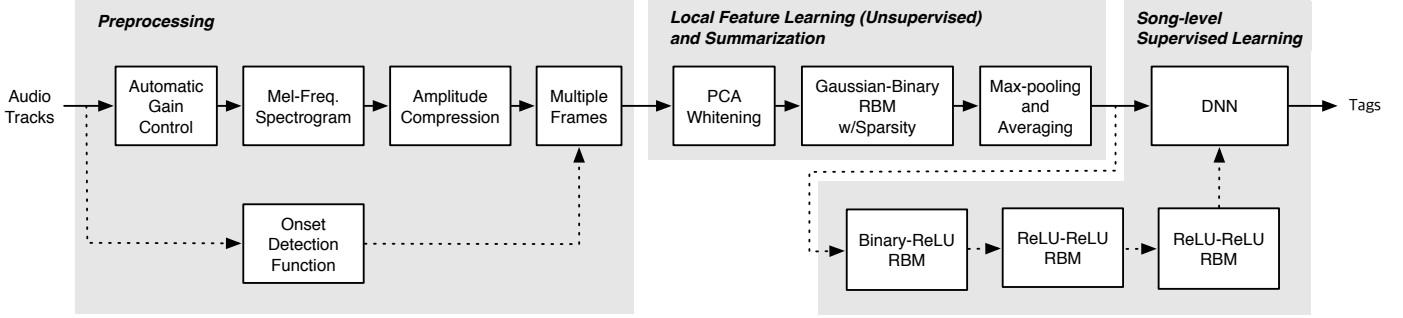 Preprocessing
Local Feature Learning (Unsupervised)
and Summarization
Song-level
Supervised Learning
Audio
Tracks
Automatic
Gain
Control
Mel-Freq.
Spectrogram
Amplitude
Compression
Multiple
Frames
PCA
Whitening
Gaussian-Binary
RBM
w/Sparsity
Max-pooling
and
Averaging
DNN
Tags
Onset
Detection
Function
Binary-ReLU
RBM
ReLU-ReLU
RBM
ReLU-ReLU
RBM